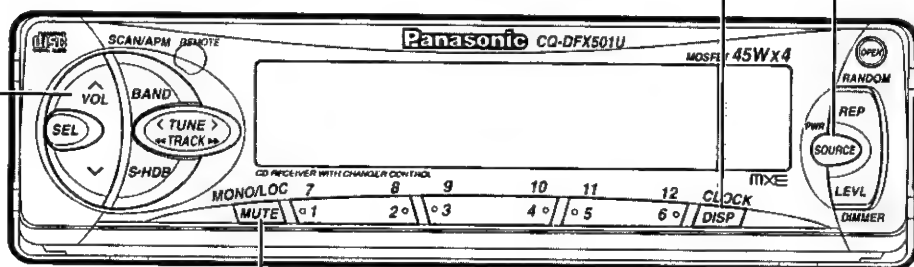 disc
SCAN/APM REMOTE
Panasonic CQ-DFX501U
MOSFET 45Wx4
OPEN
RANDOM
VOL
BAND
SEL
< TUNE >
◀◀ TRACK ▶▶
S·HDB
REP
PWR
SOURCE
LEVL
DIMMER
CD RECEIVER WITH CHANGER CONTROL
MXE
MONO/LOC 7 8 9 10 11 12 CLOCK
MUTE 1 2 3 4 5 6 DISP